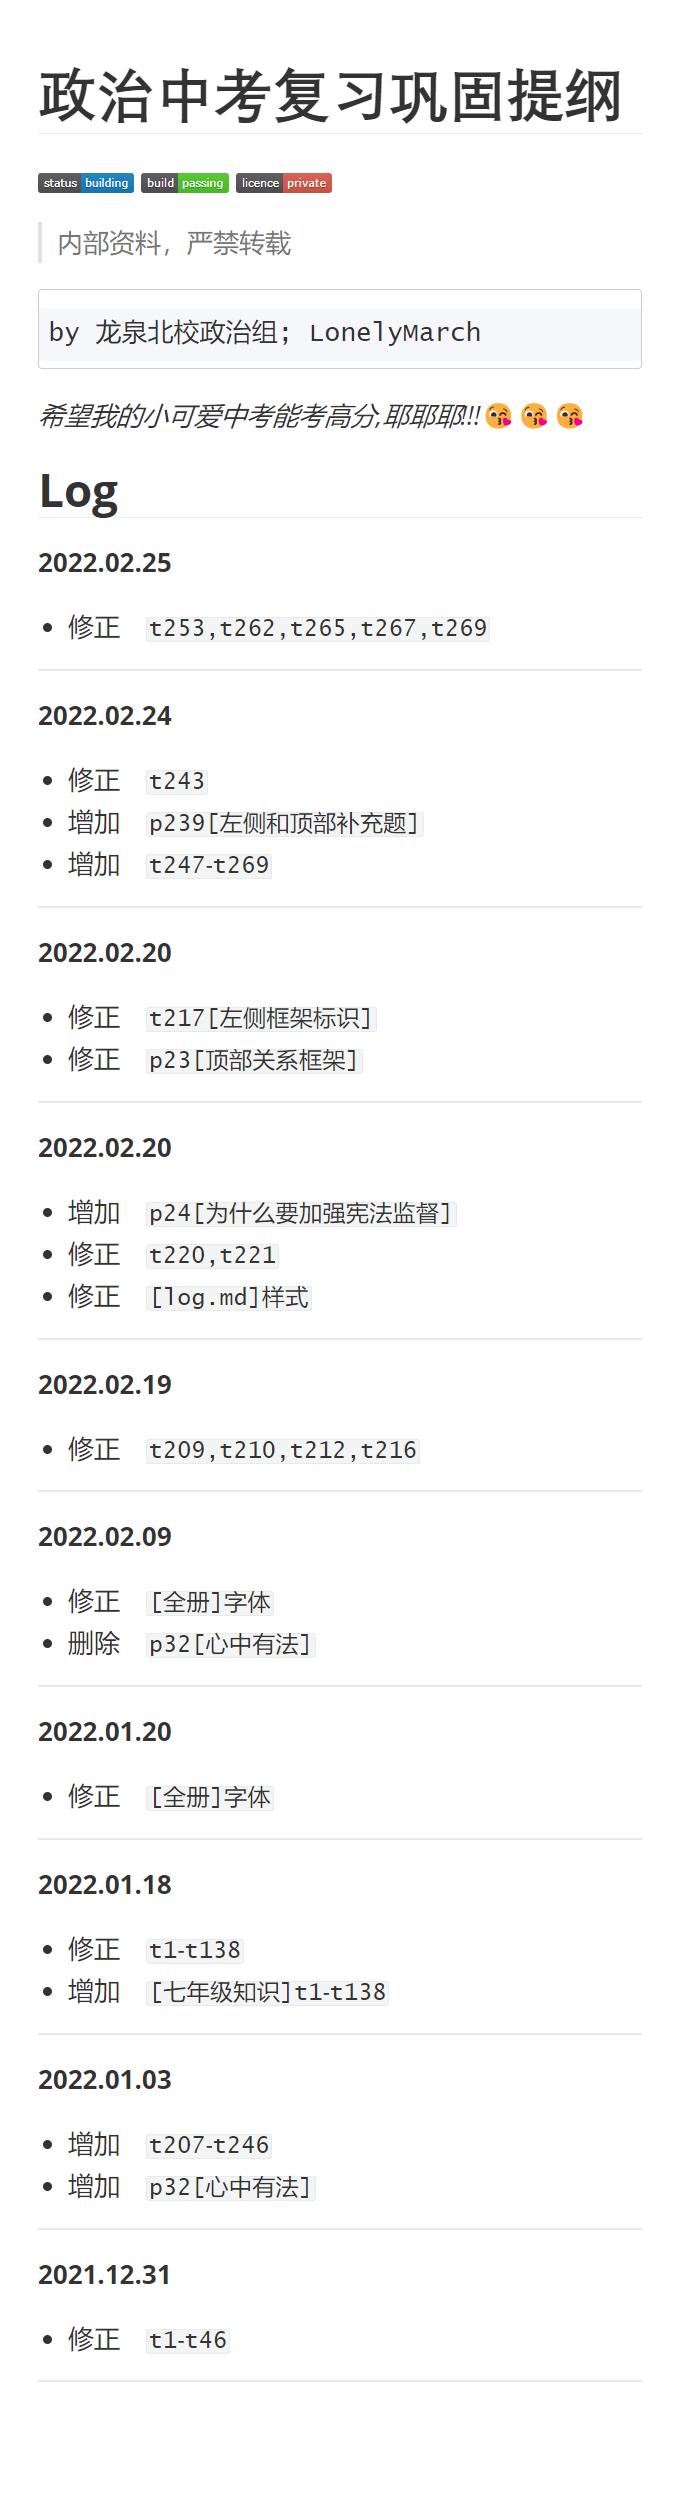 政治中考复习巩固提纲
status building build passing licence private
内部资料，严禁转载
by 龙泉北校政治组; LonelyMarch
希望我的小可爱中考能考高分,耶耶耶!!!😘 😘 😘
Log
2022.02.25
• 修正 t253,t262,t265,t267,t269
2022.02.24
• 修正 t243
• 增加 p239[左侧和顶部补充题]
• 增加 t247-t269
2022.02.20
• 修正 t217[左侧框架标识]
• 修正 p23[顶部关系框架]
2022.02.20
• 增加 p24[为什么要加强宪法监督]
• 修正 t220,t221
• 修正 [log.md]样式
2022.02.19
• 修正 t209,t210,t212,t216
2022.02.09
• 修正 [全册]字体
• 删除 p32[心中有法]
2022.01.20
• 修正 [全册]字体
2022.01.18
• 修正 t1-t138
• 增加 [七年级知识]t1-t138
2022.01.03
• 增加 t207-t246
• 增加 p32[心中有法]
2021.12.31
• 修正 t1-t46